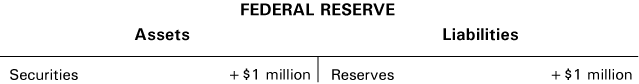 FEDERAL RESERVE
Assets Liabilities
Securities +$1 million Reserves +$1 million